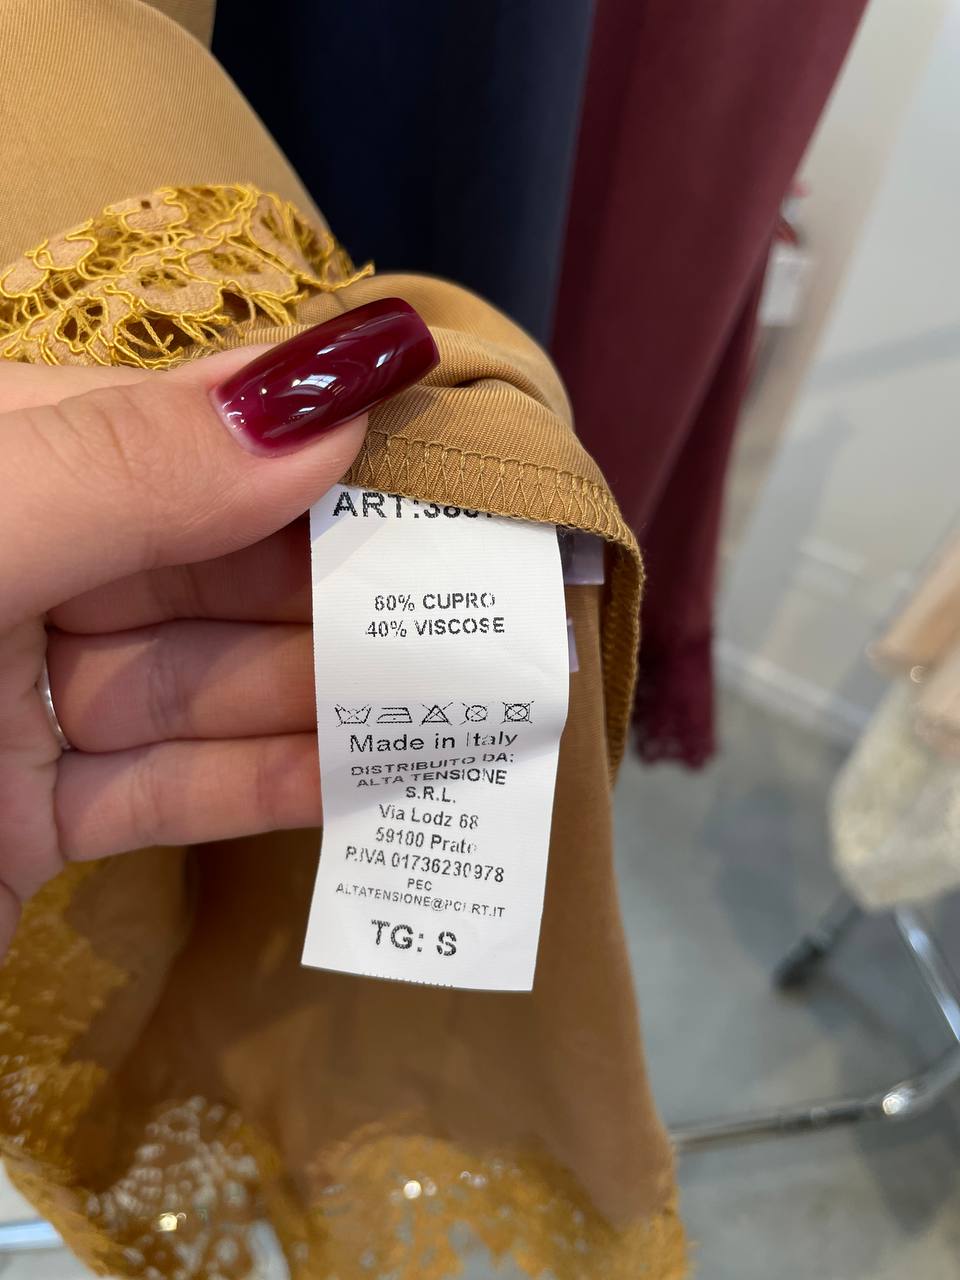 60% CUPRO
40% VISCOSE
Made in Italy
DISTRIBUITO DA:
ALTA TENSIONE
S.R.L.
Via Lodz 68
59100 Prato
P.IVA 01736230978
PEC
TG: S